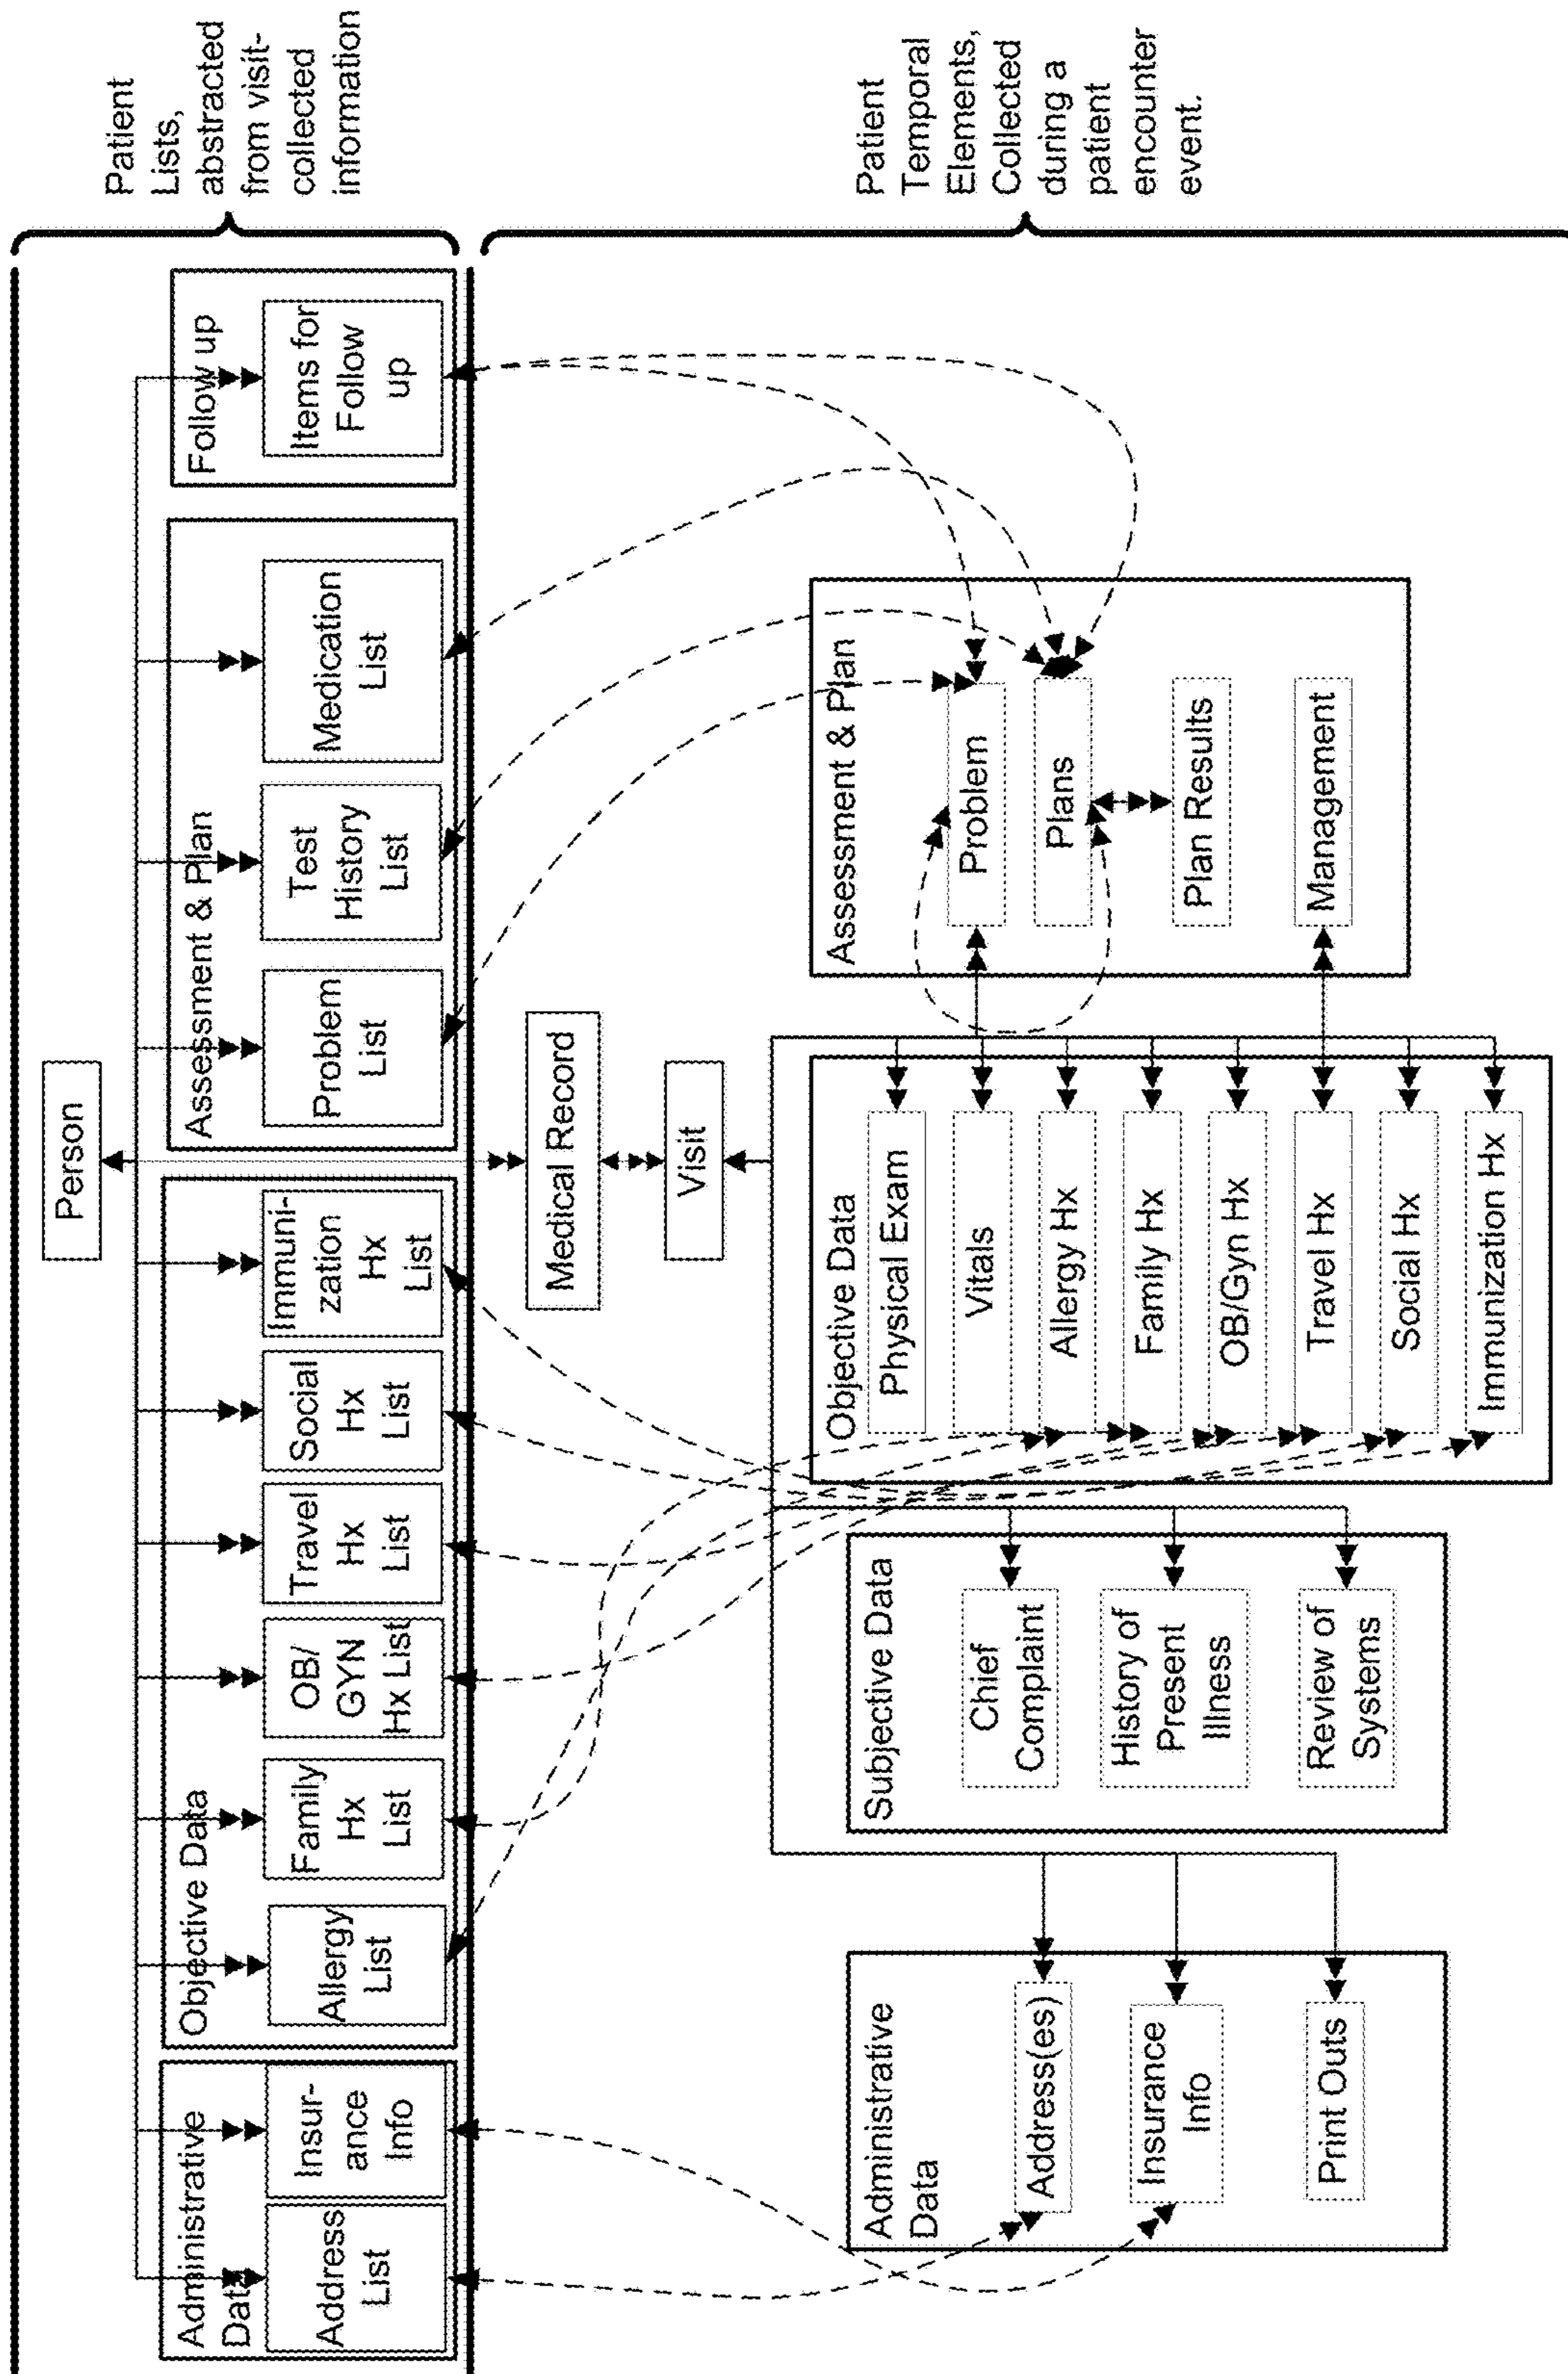 Person
Administrative
Data
Address
List
Insur-
ance
Info
Objective Data
Allergy
List
Family
Hx
List
OB/
GYN
Hx List
Travel
Hx
List
Social
Hx
List
Immuni-
zation
Hx
List
Assessment & Plan
Problem
List
Test
History
List
Medication
List
Follow up
Items for
Follow
up
Patient
Lists,
abstracted
from visit-
collected
information
Medical Record
Visit
Administrative
Data
Address(es)
Insurance
Info
Print Outs
Subjective Data
Chief
Complaint
History of
Present
Illness
Review of
Systems
Objective Data
Physical Exam
Vitals
Allergy Hx
Family Hx
OB/Gyn Hx
Travel Hx
Social Hx
Immunization Hx
Assessment & Plan
Problem
Plans
Plan Results
Management
Patient
Temporal
Elements,
Collected
during a
patient
encounter
event.